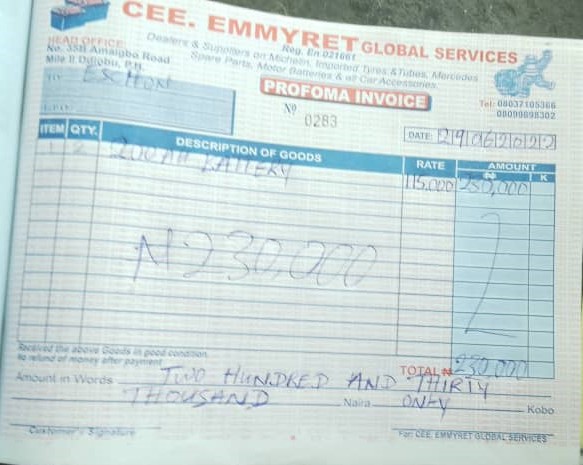 CEE. EMMYRET GLOBAL SERVICES
Reg. En 021661
Dealers & Suppliers on Michelin, Imported Tyres & Tubes, Mercedes
Spare Parts, Motor Batteries & all Car Accessories.
HEAD OFFICE
No. 35B Amaigbo Road
Mile II Diobu, P.H.
Tel: 08037105366
08099098302
PROFOMA INVOICE
Nº 0283
TO
L.P.O.
DATE: 29 06 2022
ITEM QTY. DESCRIPTION OF GOODS RATE AMOUNT
₦ K
1 2 200AH BATTERY 115,000 230,000
₦230,000
Received the above Goods in good condition.
No refund of money after payment
TOTAL ₦ 230,000
Amount in Words TWO HUNDRED AND THIRTY
THOUSAND Naira ONLY Kobo
Customer's Signature
For: CEE. EMMYRET GLOBAL SERVICES